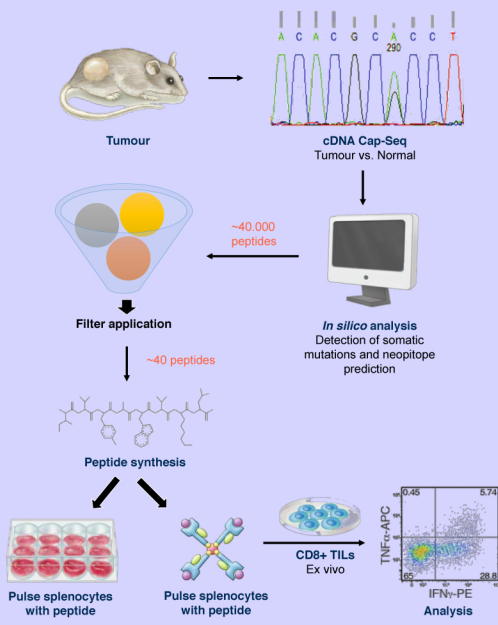 A C A C G C A C C T
290
Tumour
cDNA Cap-Seq
Tumour vs. Normal
~40.000
peptides
In silico analysis
Detection of somatic
mutations and neopitope
prediction
Filter application
~40 peptides
Peptide synthesis
Pulse splenocytes
with peptide
Pulse splenocytes
with peptide
CD8+ TILs
Ex vivo
0.45
5.74
65
28.8
TNFα-APC
IFNγ-PE
Analysis